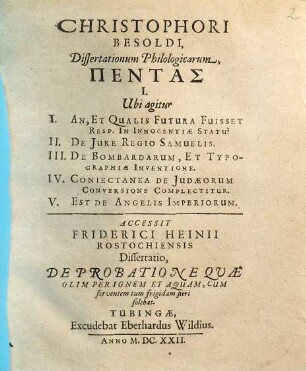 2
CHRISTOPHORI
BESOLDI,
Dissertationum Philologicarum,
ΠΕΝΤΑΣ
I.
Ubi agitur
I. AN, ET QUALIS FUTURA FUISSET
RESP. IN INNOCENTIÆ STATU?
II. DE JURE REGIO SAMUELIS.
III. DE BOMBARDARUM, ET TYPO-
GRAPHIÆ INVENTIONE.
IV. CONIECTANEA DE JUDÆORUM
CONVERSIONE COMPLECTITUR.
V. EST DE ANGELIS IMPERIORUM.
ACCESSIT
FRIDERICI HEINII
ROSTOCHIENSIS
Dissertatio,
DE PROBATIONE QUÆ
OLIM PER IGNEM ET AQUAM, CUM
ferventem tum frigidam fieri
solebat.
TUBINGÆ,
Excudebat Eberhardus Wildius.
ANNO M. DC. XXII.